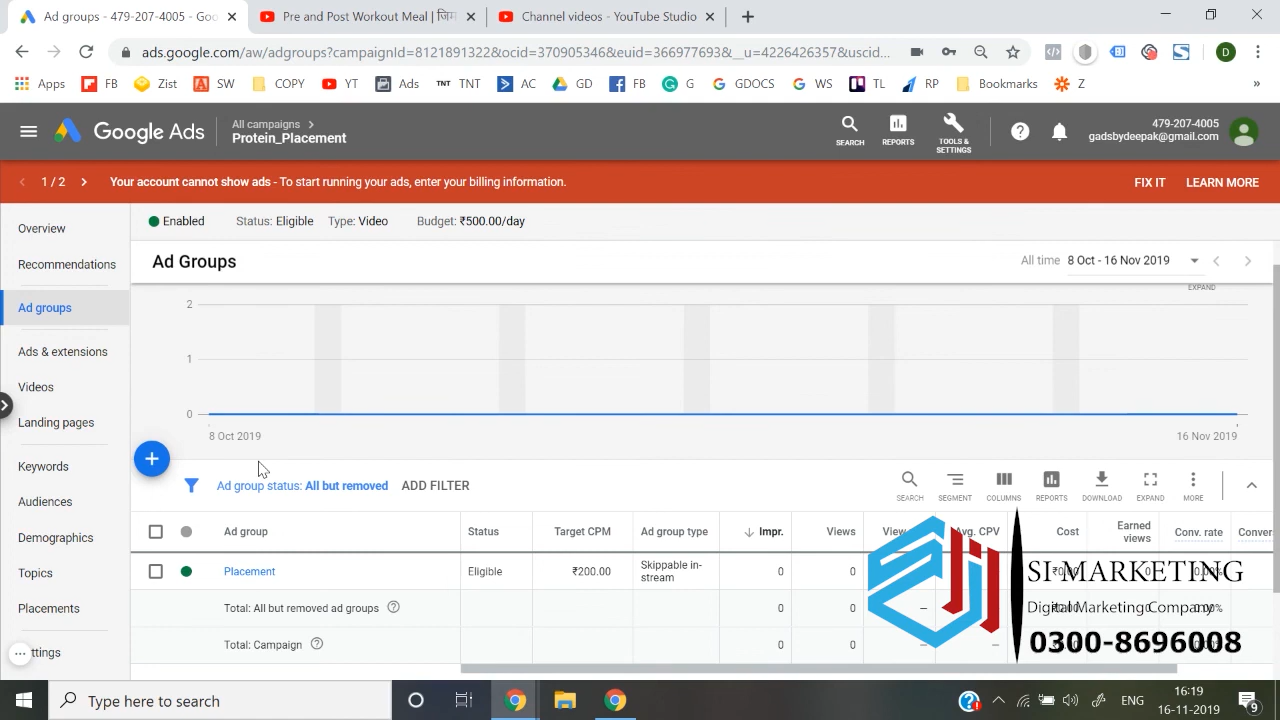 Ad groups - 479-207-4005 - Goo
Pre and Post Workout Meal | जिम
Channel videos - YouTube Studio
ads.google.com/aw/adgroups?campaignId=8121891322&ocid=370905346&euid=366977693&__u=4226426357&uscid...
Apps FB Zist SW COPY YT Ads TNT TNT AC GD FB G GDOCS WS TL RP Bookmarks Z »
Google Ads
All campaigns
Protein_Placement
SEARCH
REPORTS
TOOLS &
SETTINGS
479-207-4005
gadsbydeepak@gmail.com
1 / 2
Your account cannot show ads - To start running your ads, enter your billing information.
FIX IT LEARN MORE
Enabled Status: Eligible Type: Video Budget: ₹500.00/day
Ad Groups
All time 8 Oct - 16 Nov 2019
EXPAND
Overview
Recommendations
Ad groups
Ads & extensions
Videos
Landing pages
Keywords
Audiences
Demographics
Topics
Placements
ttings
2
1
0
8 Oct 2019
16 Nov 2019
Ad group status: All but removed ADD FILTER
SEARCH SEGMENT COLUMNS REPORTS DOWNLOAD EXPAND MORE
Ad group Status Target CPM Ad group type Impr. Views View Avg. CPV Cost Earned views Conv. rate Conver
Placement Eligible ₹200.00 Skippable in-stream 0 0
Total: All but removed ad groups 0 0 –
Total: Campaign 0 0 – –
SI MARKETING
Digital Marketing Company
0300-8696008
Type here to search
ENG
16:19
16-11-2019
9